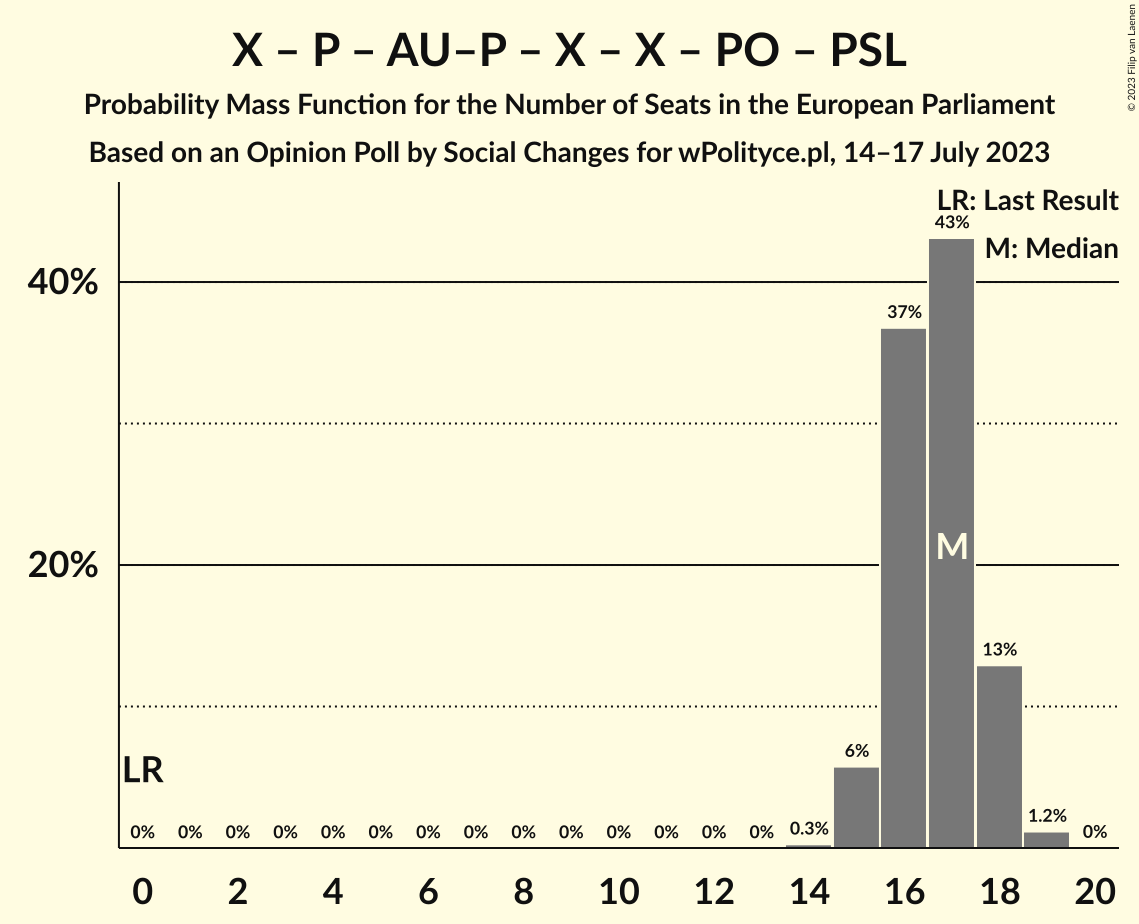 X – P – AU–P – X – X – PO – PSL
Probability Mass Function for the Number of Seats in the European Parliament
Based on an Opinion Poll by Social Changes for wPolityce.pl, 14–17 July 2023
© 2023 Filip van Laenen
LR: Last Result
M: Median
43%
40%
37%
20%
M
13%
6%
LR
0% 0% 0% 0% 0% 0% 0% 0% 0% 0% 0% 0% 0% 0% 0.3% 1.2% 0%
0 2 4 6 8 10 12 14 16 18 20